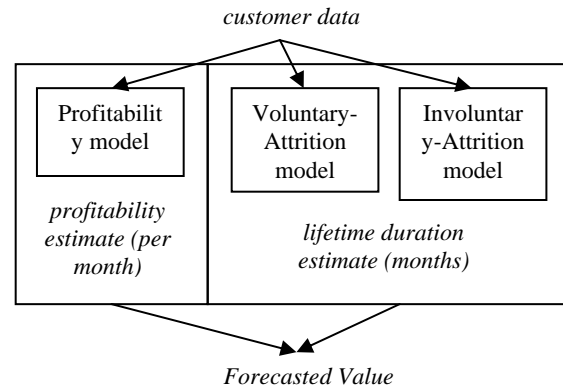 customer data
Profitabilit
y model
Voluntary-
Attrition
model
Involuntar
y-Attrition
model
profitability
estimate (per
month)
lifetime duration
estimate (months)
Forecasted Value